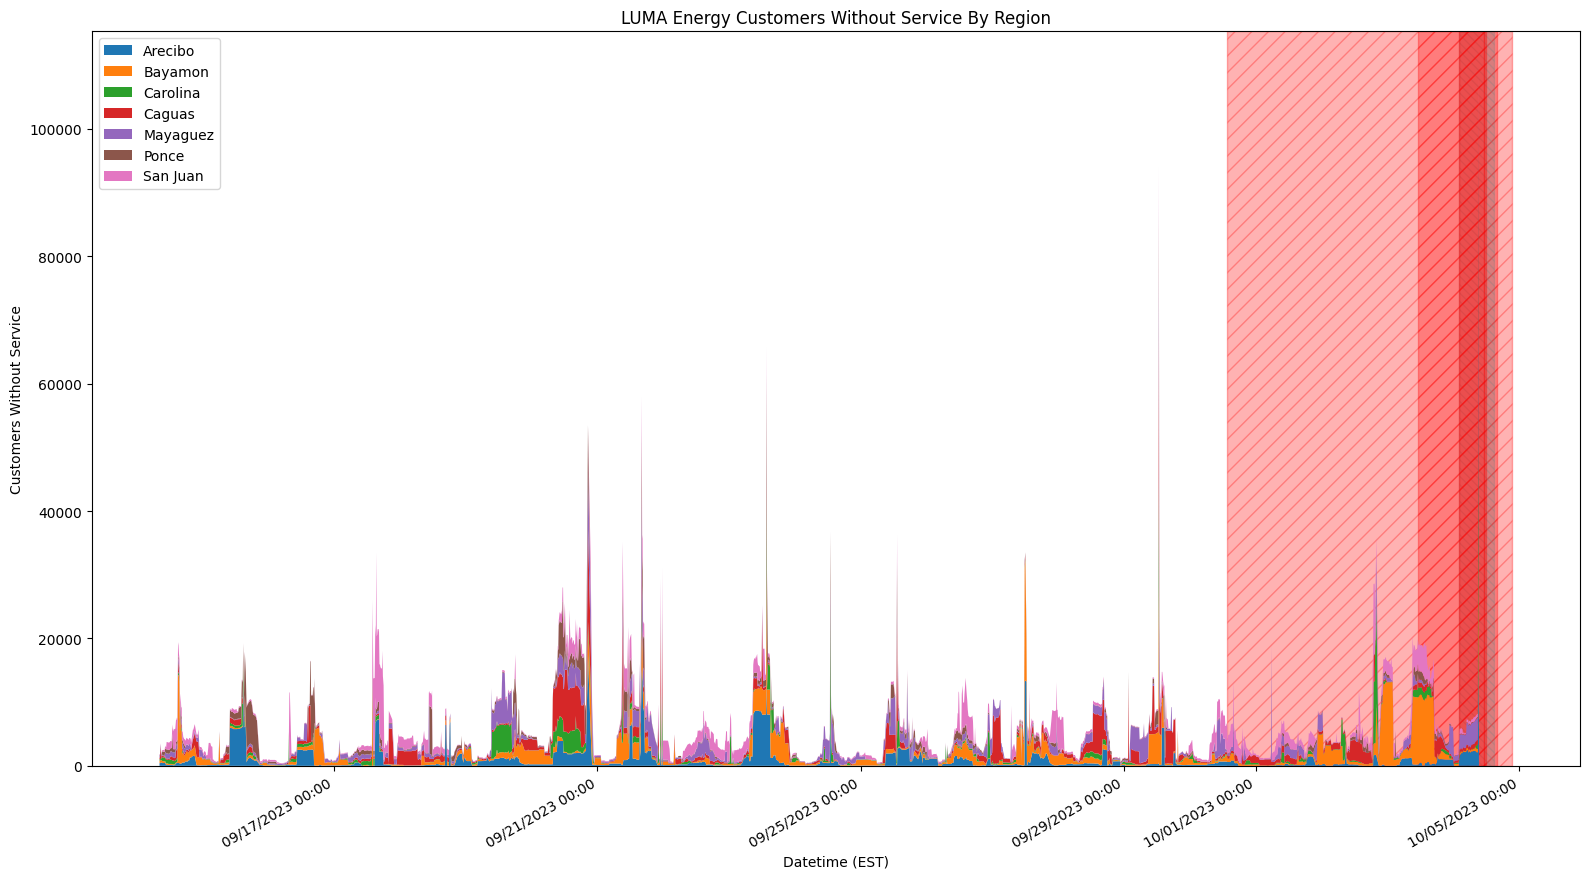 LUMA Energy Customers Without Service By Region
Arecibo
Bayamon
Carolina
Caguas
Mayaguez
Ponce
San Juan
100000
80000
60000
40000
20000
0
Customers Without Service
09/17/2023 00:00
09/21/2023 00:00
09/25/2023 00:00
09/29/2023 00:00
10/01/2023 00:00
10/05/2023 00:00
Datetime (EST)